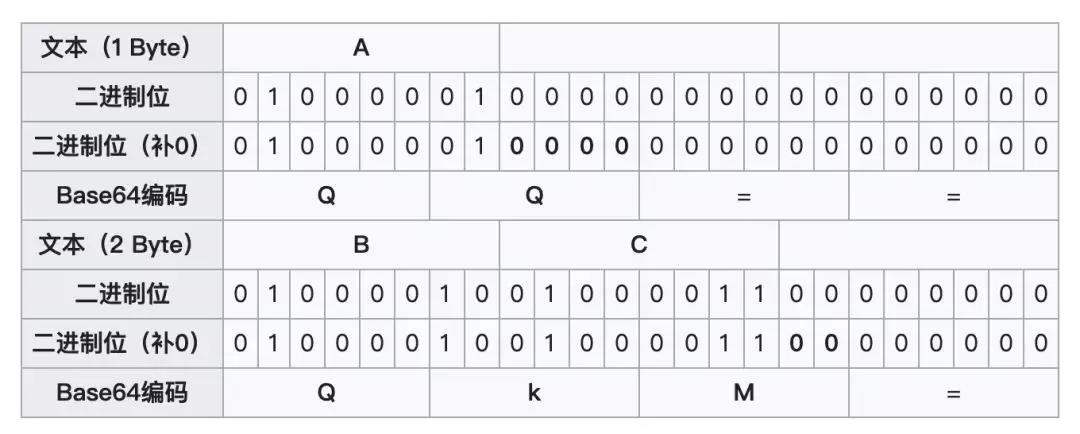 文本（1 Byte） A
二进制位 0 1 0 0 0 0 0 1 0 0 0 0 0 0 0 0 0 0 0 0 0 0 0 0
二进制位（补0） 0 1 0 0 0 0 0 1 0 0 0 0 0 0 0 0 0 0 0 0 0 0 0 0
Base64编码 Q Q = =
文本（2 Byte） B C
二进制位 0 1 0 0 0 0 1 0 0 1 0 0 0 0 1 1 0 0 0 0 0 0 0 0
二进制位（补0） 0 1 0 0 0 0 1 0 0 1 0 0 0 0 1 1 0 0 0 0 0 0 0 0
Base64编码 Q k M =